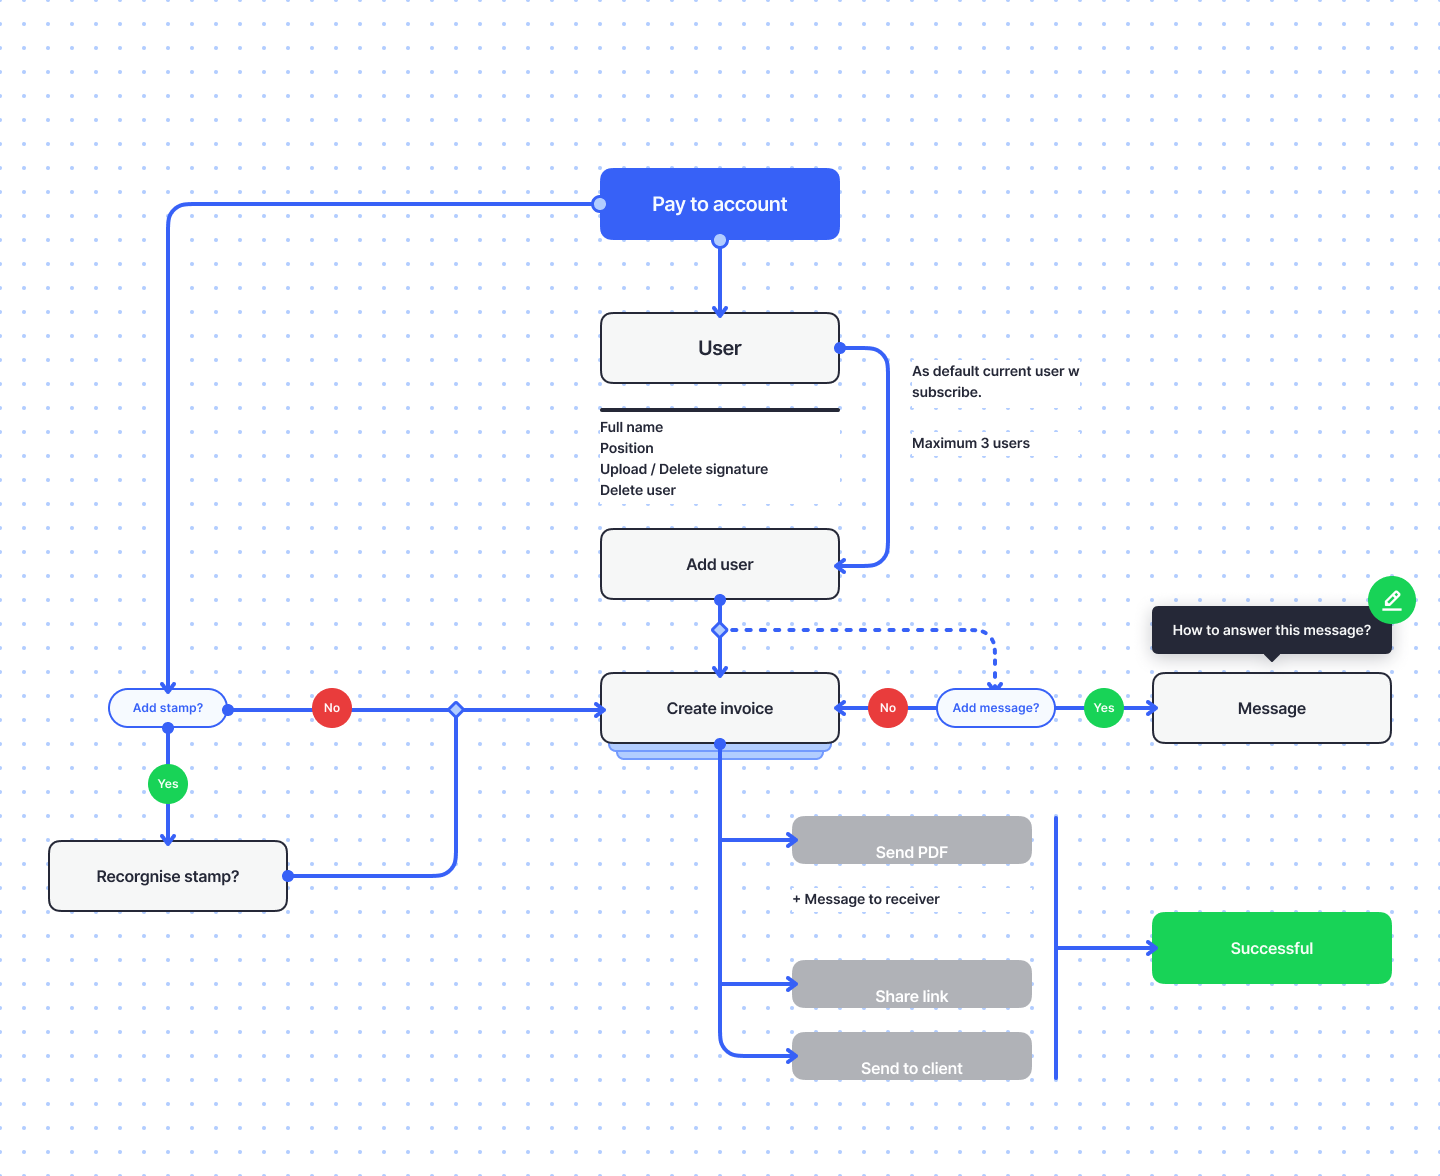 Pay to account
User
As default current user w
subscribe.
Full name
Position
Upload / Delete signature
Delete user
Maximum 3 users
Add user
How to answer this message?
Add stamp?
No
Create invoice
No
Add message?
Yes
Message
Yes
Recorgnise stamp?
Send PDF
+ Message to receiver
Successful
Share link
Send to client